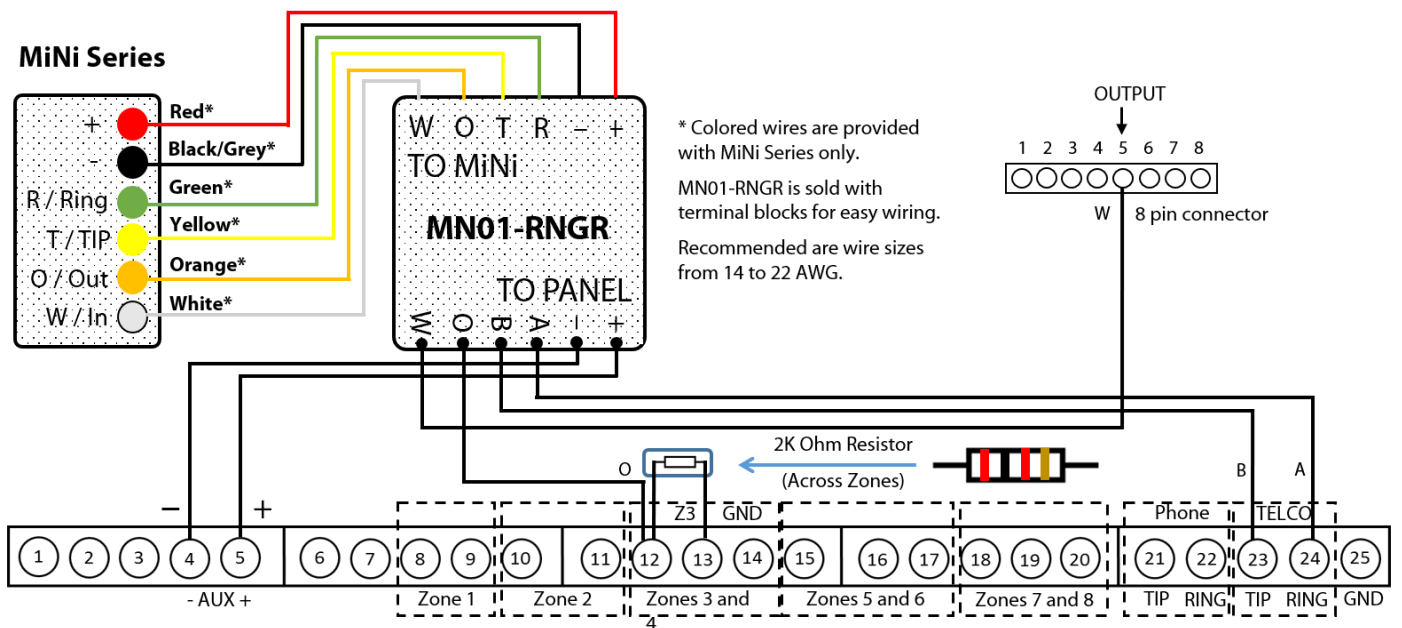 MiNi Series
+
-
R / Ring
T / TIP
O / Out
W / In
Red*
Black/Grey*
Green*
Yellow*
Orange*
White*
W O T R – +
TO MiNi
MN01-RNGR
TO PANEL
W O B A – +
* Colored wires are provided
with MiNi Series only.
MN01-RNGR is sold with
terminal blocks for easy wiring.
Recommended are wire sizes
from 14 to 22 AWG.
OUTPUT
1 2 3 4 5 6 7 8
W 8 pin connector
2K Ohm Resistor
(Across Zones)
O
B A
– +
Z3 GND
Phone TELCO
1 2 3 4 5 6 7 8 9 10 11 12 13 14 15 16 17 18 19 20 21 22 23 24 25
- AUX + Zone 1 Zone 2 Zones 3 and Zones 5 and 6 Zones 7 and 8 TIP RING TIP RING GND
4